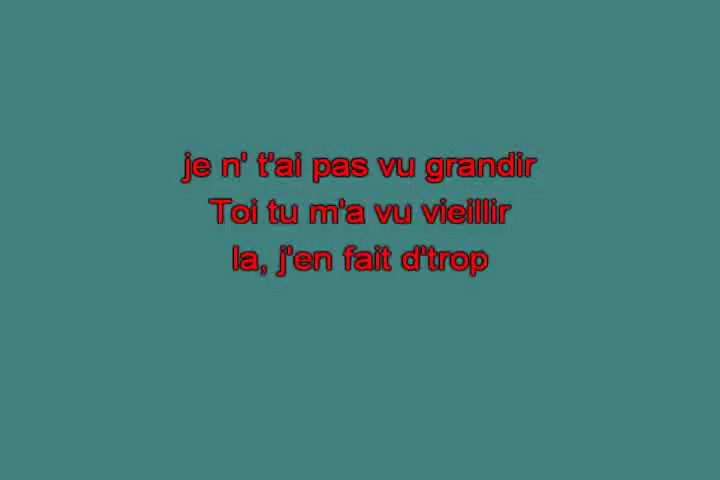 je n' t'ai pas vu grandir
Toi tu m'a vu vieillir
la, j'en fait d'trop